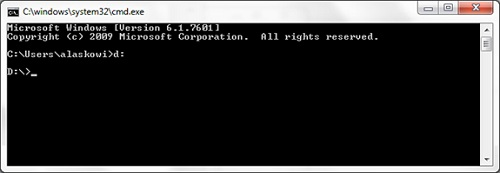 C:\windows\system32\cmd.exe
Microsoft Windows [Version 6.1.7601]
Copyright (c) 2009 Microsoft Corporation.  All rights reserved.
C:\Users\alaskowi>d:
D:\>_